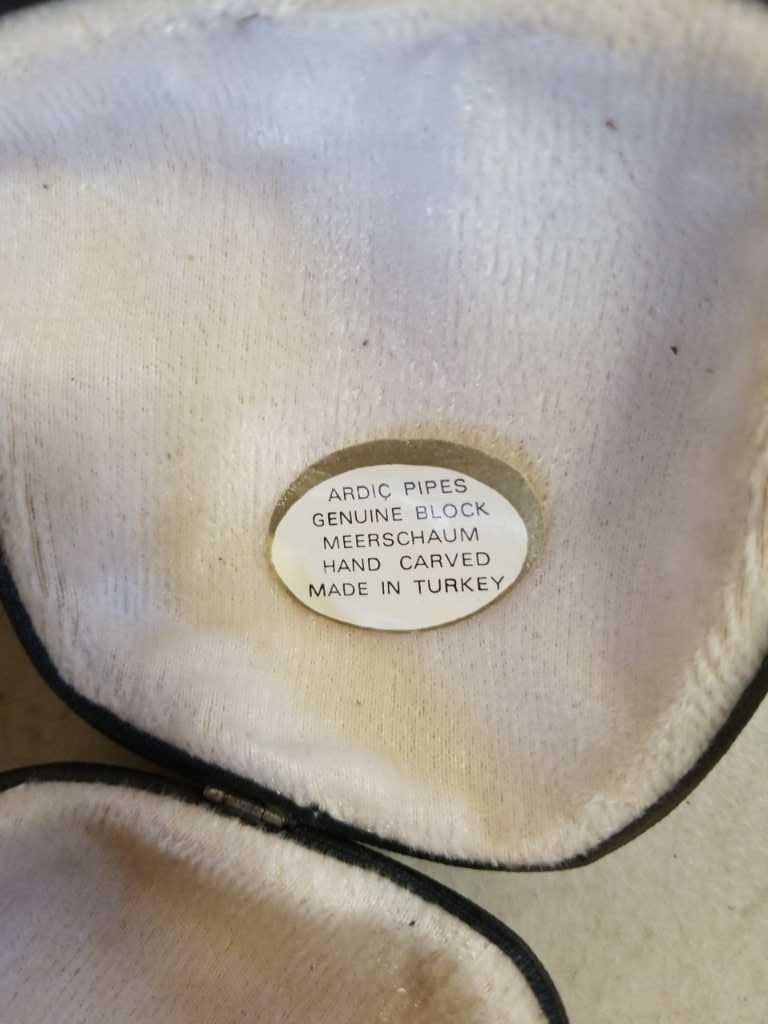 ARDIÇ PIPES
GENUINE BLOCK
MEERSCHAUM
HAND CARVED
MADE IN TURKEY